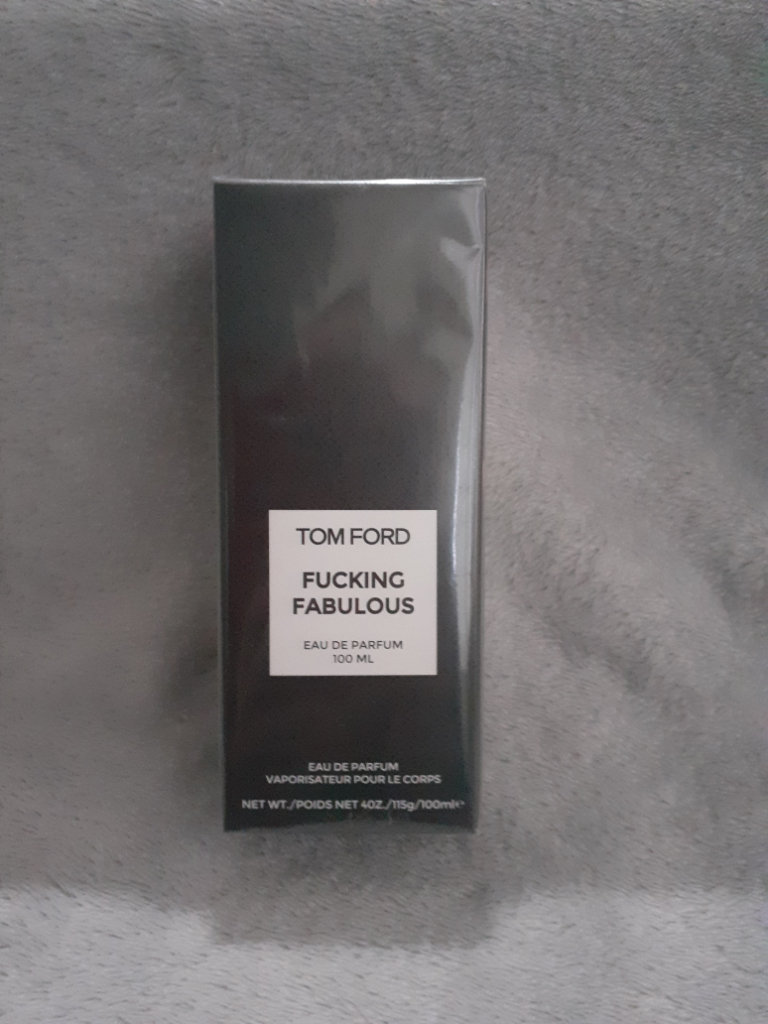 TOM FORD
FUCKING
FABULOUS
EAU DE PARFUM
100 ML
EAU DE PARFUM
VAPORISATEUR POUR LE CORPS
NET WT./POIDS NET 4OZ./115g/100ml℮